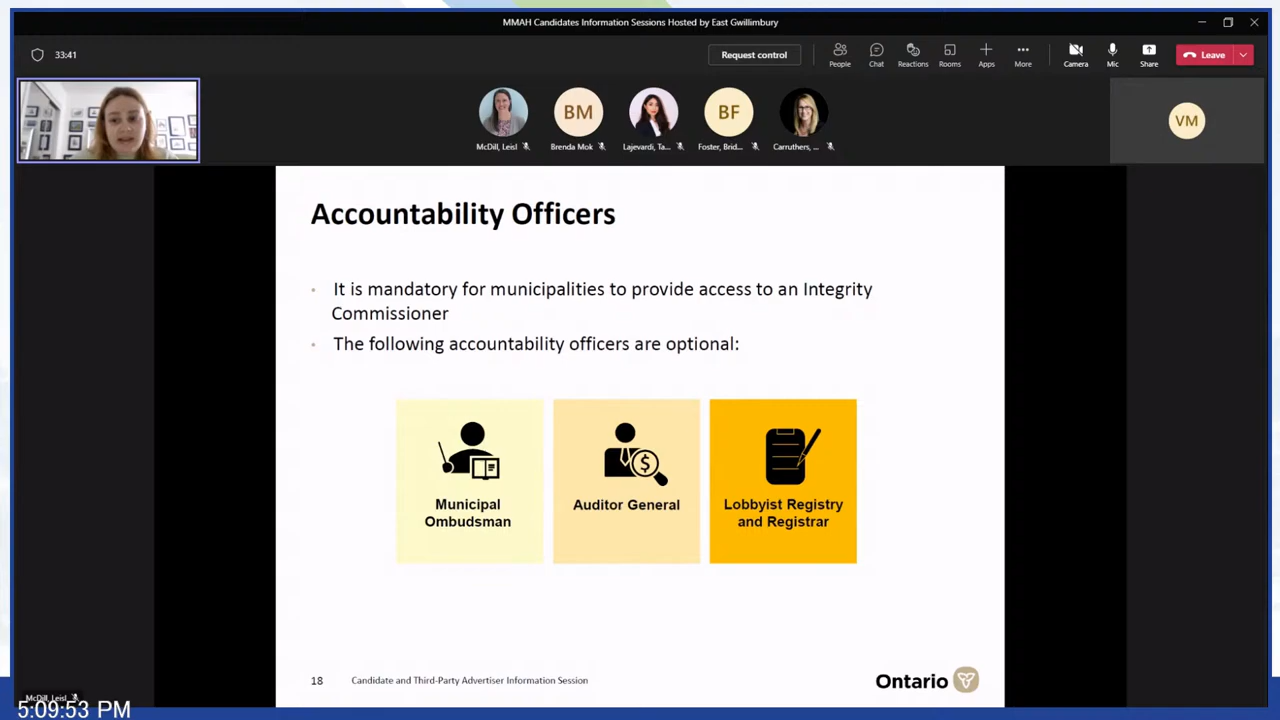 MMAH Candidates Information Sessions Hosted by East Gwillimbury
33:41
Request control
People
Chat
Reactions
Rooms
Apps
More
Camera
Mic
Share
Leave
BM
BF
VM
McDill, Leisl
Brenda Mok
Lajevardi, Ta...
Foster, Brid...
Carruthers, ...
Accountability Officers
• It is mandatory for municipalities to provide access to an Integrity
Commissioner
• The following accountability officers are optional:
Municipal
Ombudsman
Auditor General
Lobbyist Registry
and Registrar
18
Candidate and Third-Party Advertiser Information Session
Ontario
McDill, Leisl
5:09:53 PM